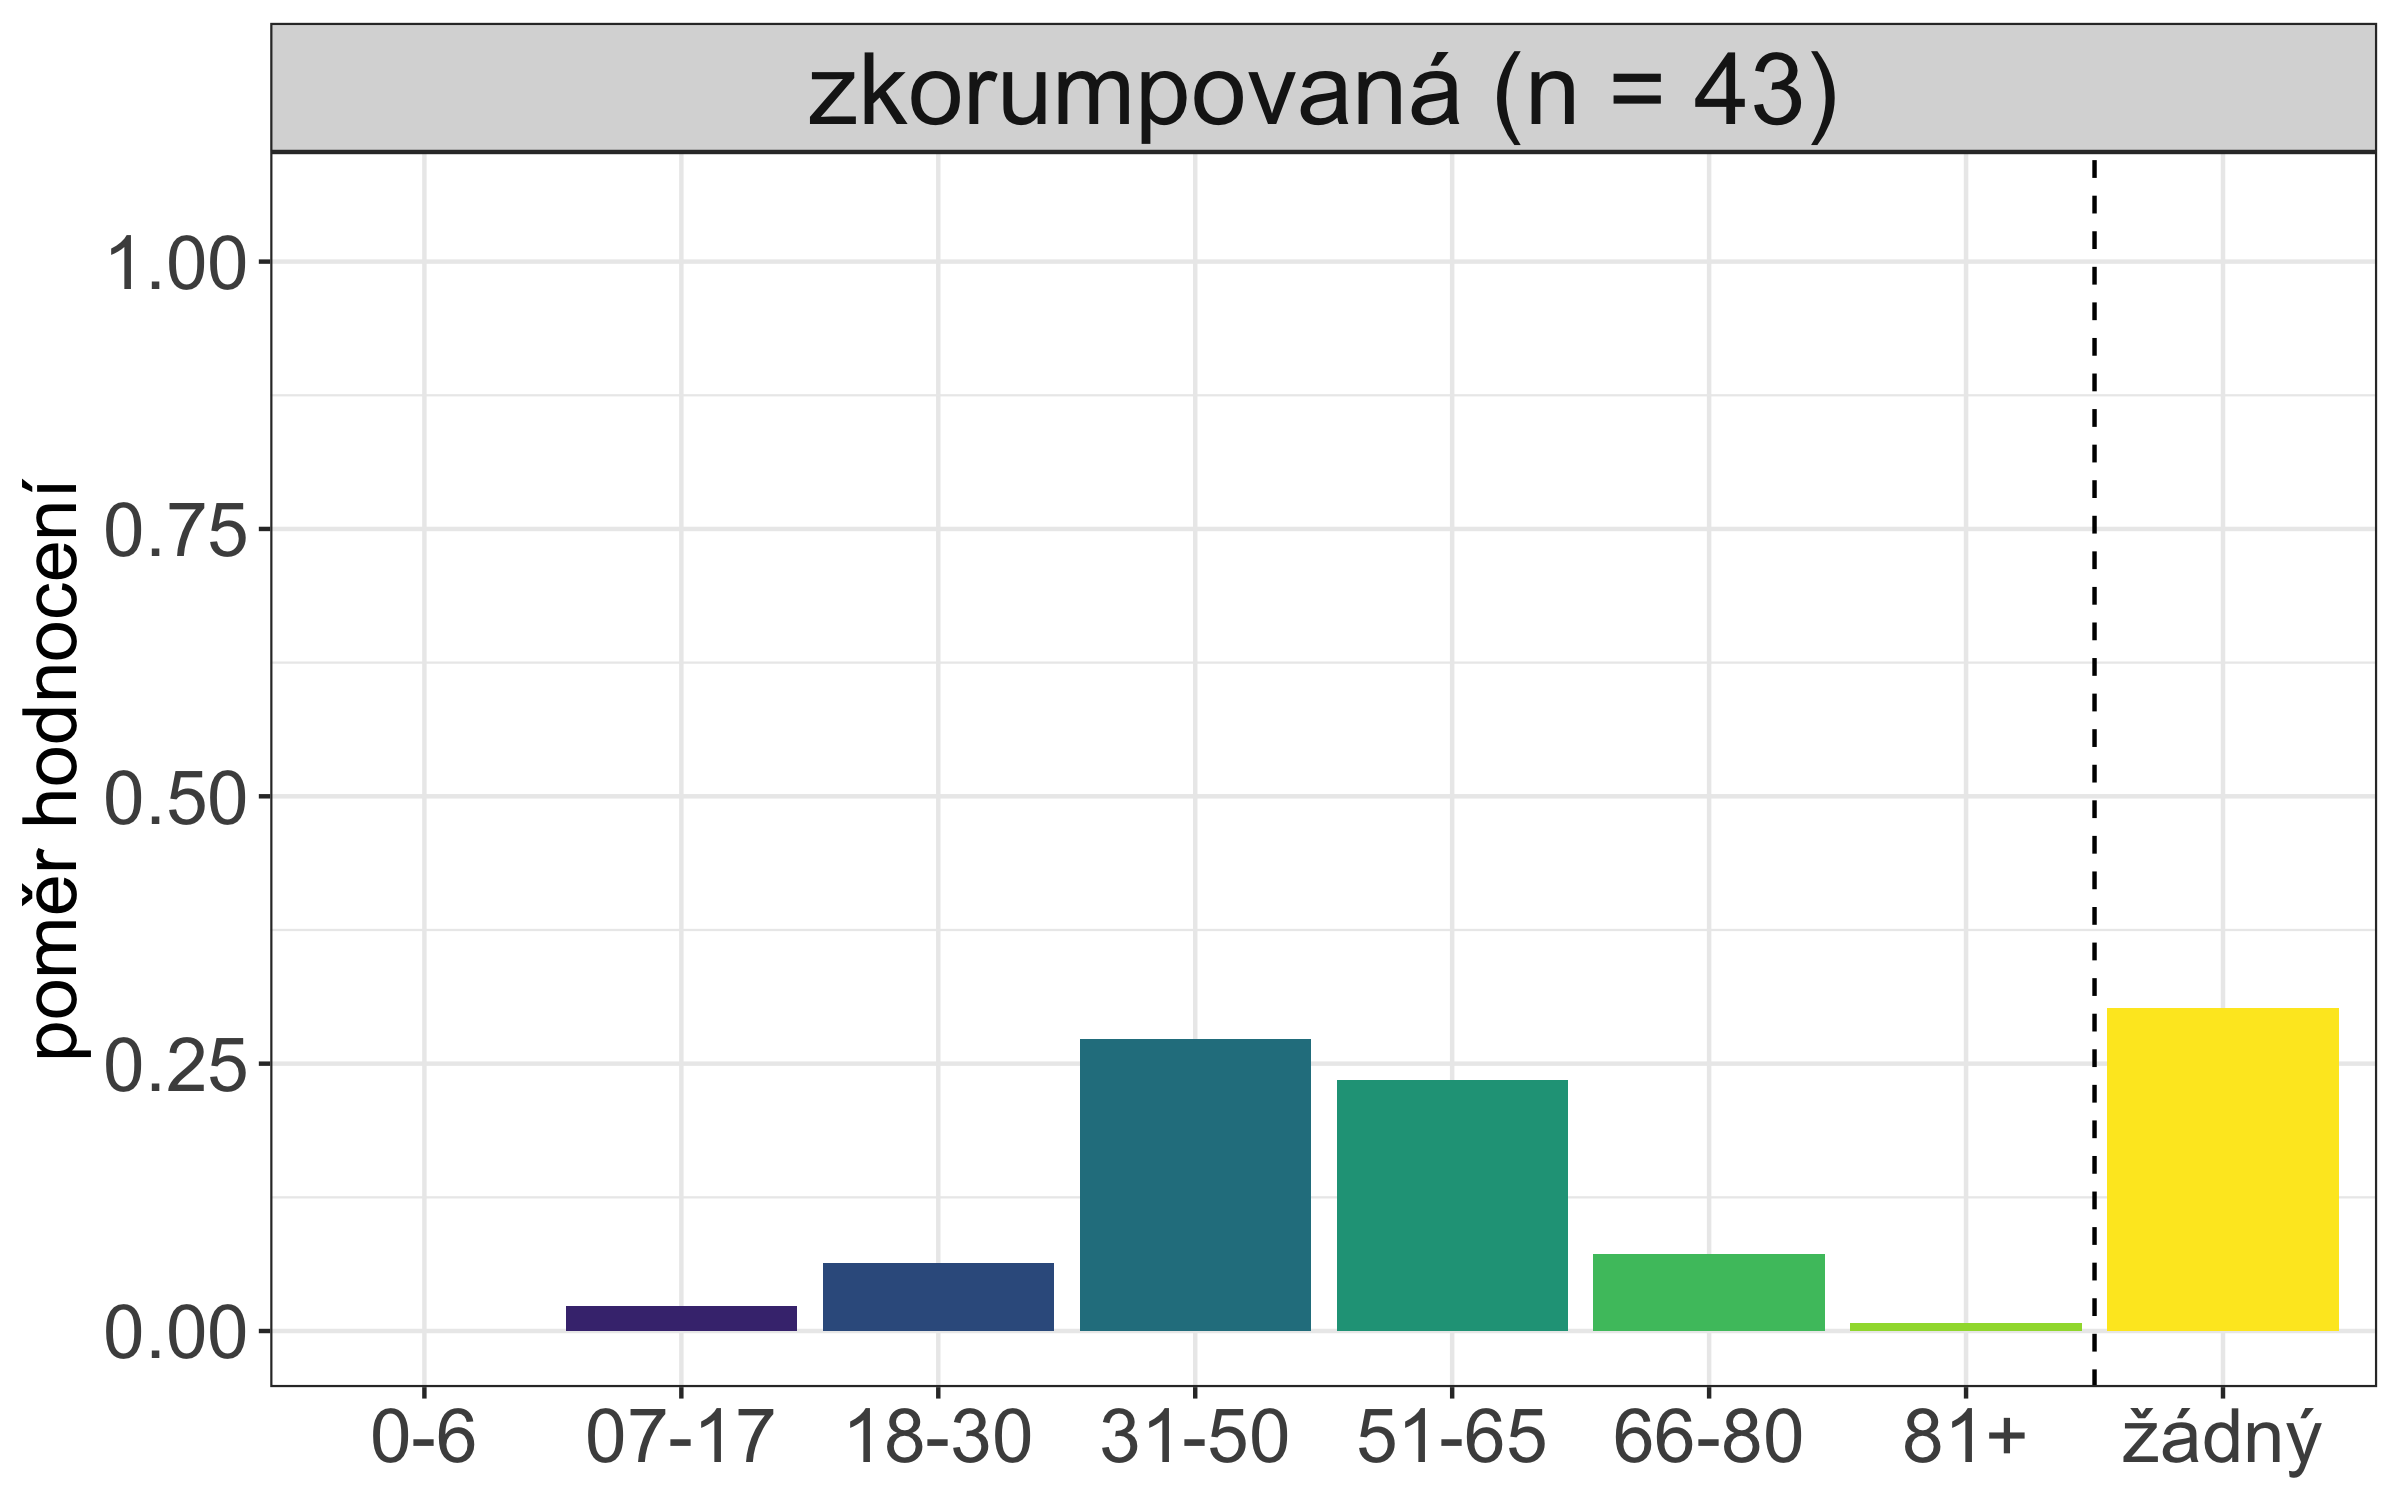 zkorumpovaná (n = 43)
poměr hodnocení
1.00
0.75
0.50
0.25
0.00
0-6 07-17 18-30 31-50 51-65 66-80 81+ žádný